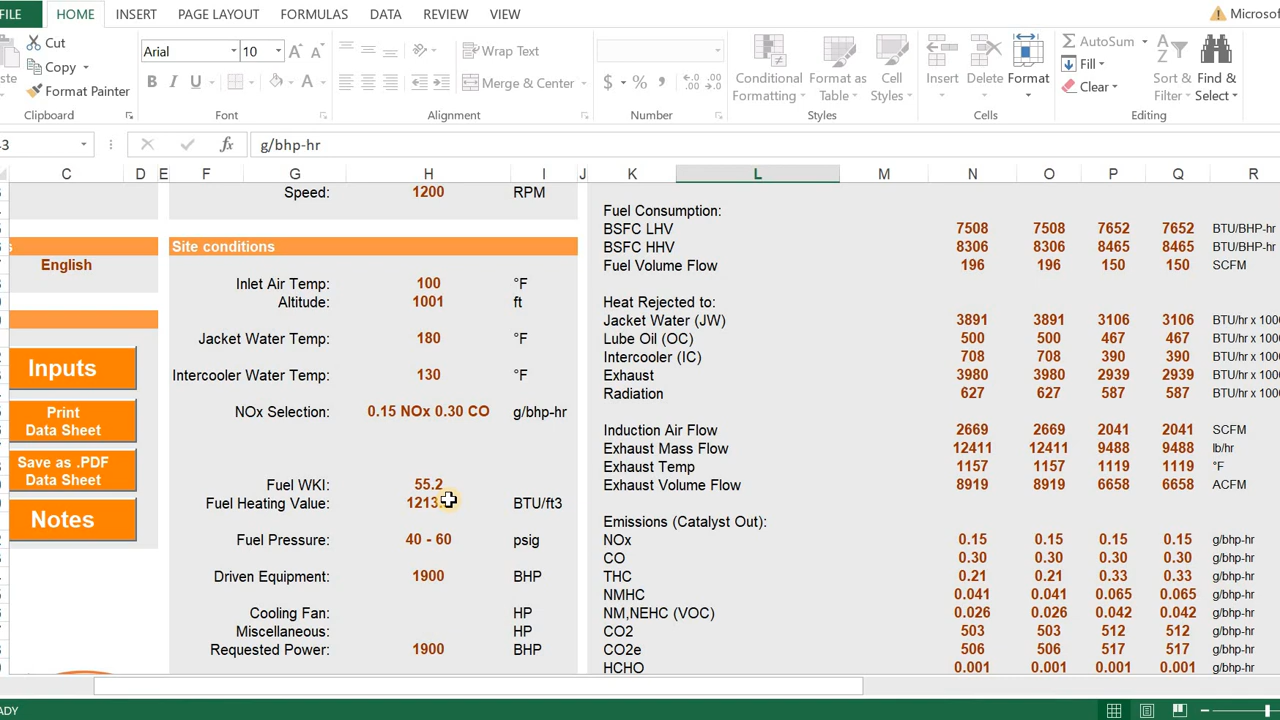 FILE HOME INSERT PAGE LAYOUT FORMULAS DATA REVIEW VIEW
Cut
Copy
Format Painter
Clipboard
Arial 10
B I U A
Font
Wrap Text
Merge & Center
Alignment
$ %
Number
Conditional Formatting
Format as Table
Cell Styles
Styles
Insert Delete Format
Cells
AutoSum
Fill
Clear
Sort & Filter
Find & Select
Editing
fx g/bhp-hr
C D E F G H I J K L M N O P Q R
Speed: 1200 RPM
Site conditions
English
Inlet Air Temp: 100 °F
Altitude: 1001 ft
Jacket Water Temp: 180 °F
Intercooler Water Temp: 130 °F
NOx Selection: 0.15 NOx 0.30 CO g/bhp-hr
Fuel WKI: 55.2
Fuel Heating Value: BTU/ft3
Fuel Pressure: 40 - 60 psig
Driven Equipment: 1900 BHP
Cooling Fan: HP
Miscellaneous: HP
Requested Power: 1900 BHP
Inputs
Print
Data Sheet
Save as .PDF
Data Sheet
Notes
Fuel Consumption:
BSFC LHV 7508 7508 7652 7652 BTU/BHP-hr
BSFC HHV 8306 8306 8465 8465 BTU/BHP-hr
Fuel Volume Flow 196 196 150 150 SCFM
Heat Rejected to:
Jacket Water (JW) 3891 3891 3106 3106 BTU/hr x
Lube Oil (OC) 500 500 467 467 BTU/hr x
Intercooler (IC) 708 708 390 390 BTU/hr x
Exhaust 3980 3980 2939 2939 BTU/hr x
Radiation 627 627 587 587 BTU/hr x
Induction Air Flow 2669 2669 2041 2041 SCFM
Exhaust Mass Flow 12411 12411 9488 9488 lb/hr
Exhaust Temp 1157 1157 1119 1119 °F
Exhaust Volume Flow 8919 8919 6658 6658 ACFM
Emissions (Catalyst Out):
NOx 0.15 0.15 0.15 0.15 g/bhp-hr
CO 0.30 0.30 0.30 0.30 g/bhp-hr
THC 0.21 0.21 0.33 0.33 g/bhp-hr
NMHC 0.041 0.041 0.065 0.065 g/bhp-hr
NM,NEHC (VOC) 0.026 0.026 0.042 0.042 g/bhp-hr
CO2 503 503 512 512 g/bhp-hr
CO2e 506 506 517 517 g/bhp-hr
HCHO 0.001 0.001 0.001 0.001 g/bhp-hr